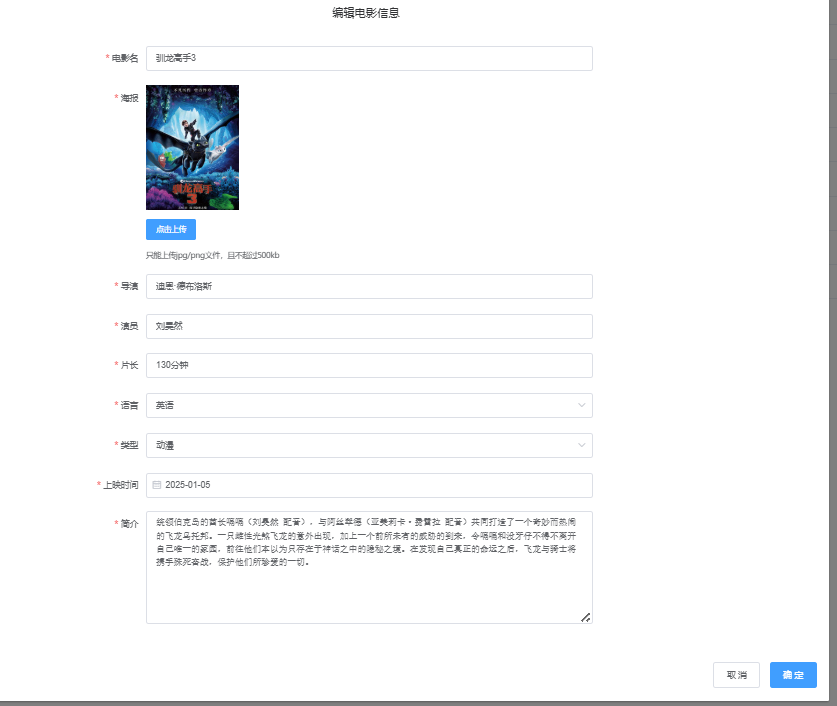 编辑电影信息
* 电影名 驯龙高手3
* 海报
驯龙高手
3
点击上传
只能上传jpg/png文件，且不超过500kb
* 导演 迪恩·德布洛斯
* 演员 刘昊然
* 片长 130分钟
* 语言 英语
* 类型 动漫
* 上映时间 2025-01-05
* 简介 统领伯克岛的酋长嗝嗝（刘昊然 配音），与阿丝翠德（亚美莉卡·费雷拉 配音）共同打造了一个奇妙而热闹
的飞龙乌托邦。一只雌性光煞飞龙的意外出现，加上一个前所未有的威胁的到来，令嗝嗝和没牙仔不得不离开
自己唯一的家园，前往他们本以为只存在于神话之中的隐秘之境。在发现自己真正的命运之后，飞龙与骑士将
携手殊死奋战，保护他们所珍爱的一切。
取消 确定